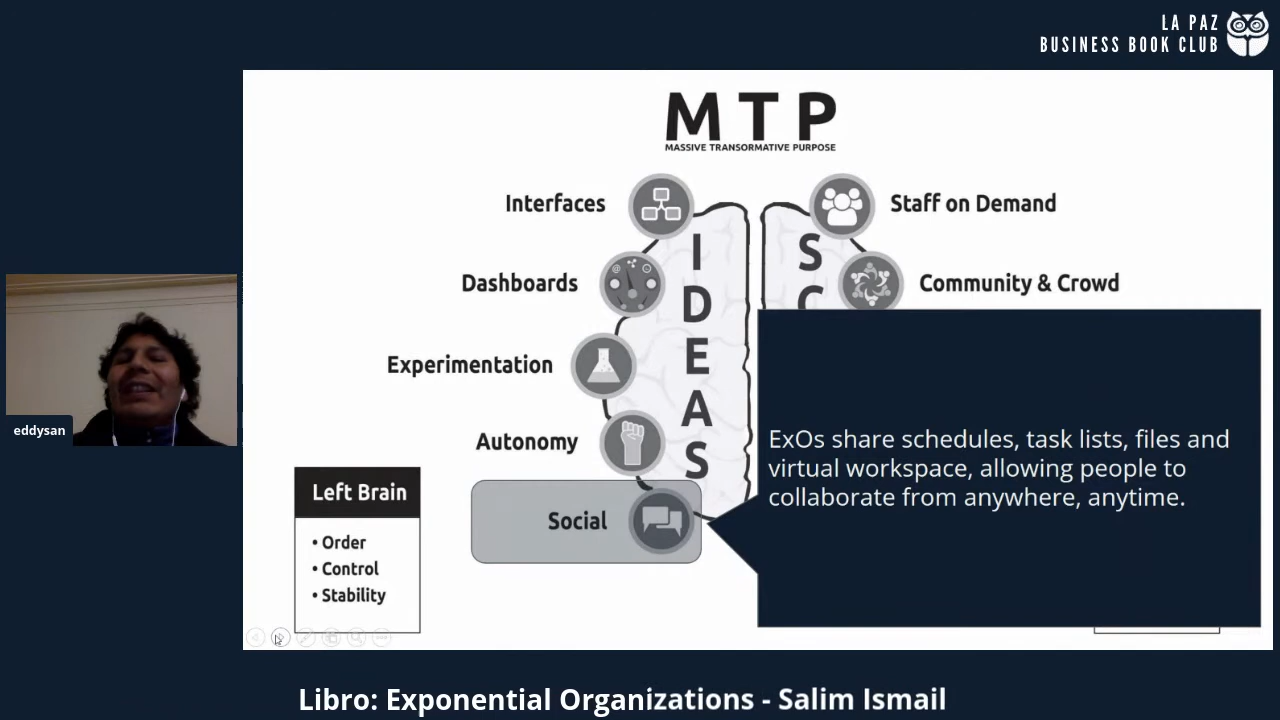 LA PAZ
BUSINESS BOOK CLUB
MTP
MASSIVE TRANSORMATIVE PURPOSE
Interfaces
Staff on Demand
Dashboards
Community & Crowd
Experimentation
Autonomy
Social
IDEAS
SC
ExOs share schedules, task lists, files and
virtual workspace, allowing people to
collaborate from anywhere, anytime.
Left Brain
• Order
• Control
• Stability
eddysan
Libro: Exponential Organizations - Salim Ismail